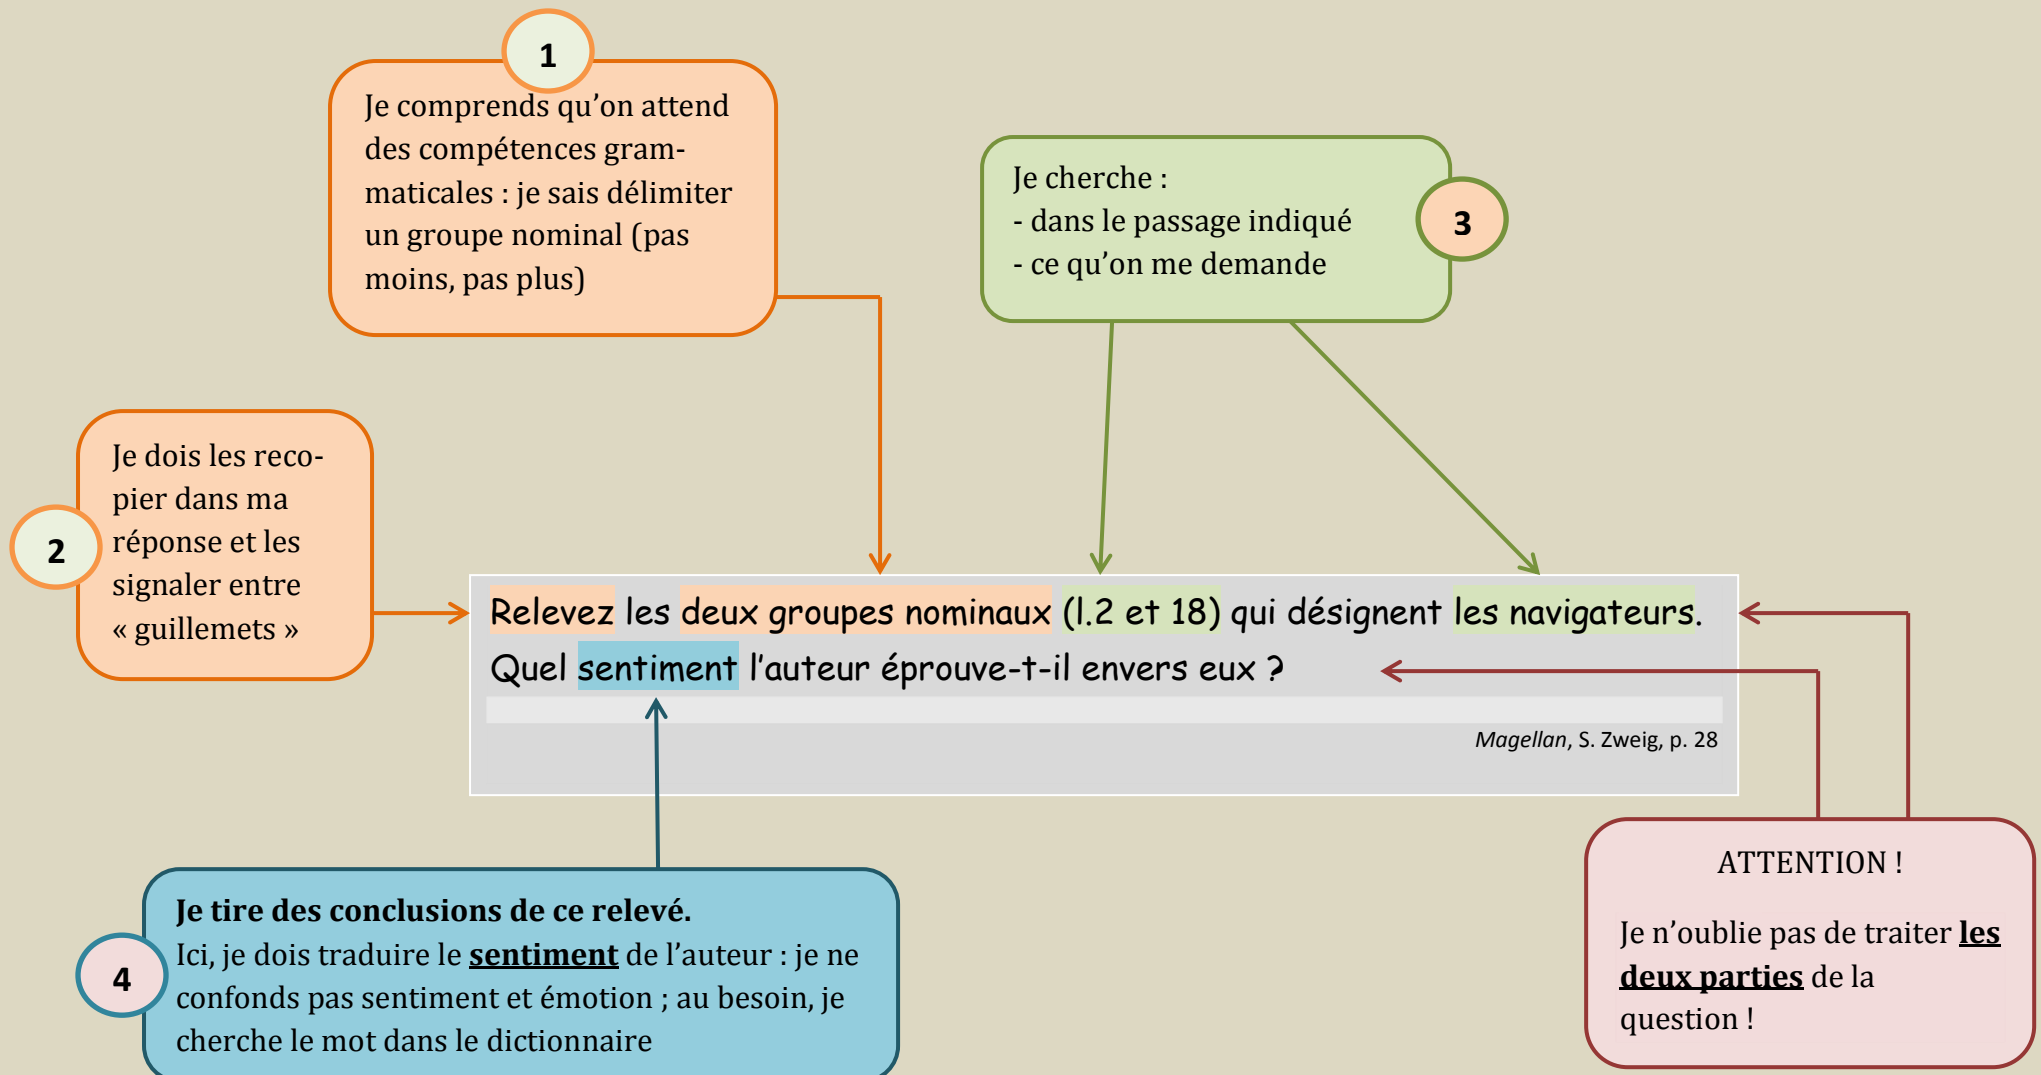 1
Je comprends qu’on attend
des compétences gram-
maticales : je sais délimiter
un groupe nominal (pas
moins, pas plus)
3
Je cherche :
- dans le passage indiqué
- ce qu’on me demande
2
Je dois les reco-
pier dans ma
réponse et les
signaler entre
« guillemets »
Relevez les deux groupes nominaux (l.2 et 18) qui désignent les navigateurs.
Quel sentiment l’auteur éprouve-t-il envers eux ?
Magellan, S. Zweig, p. 28
4
Je tire des conclusions de ce relevé.
Ici, je dois traduire le sentiment de l’auteur : je ne
confonds pas sentiment et émotion ; au besoin, je
cherche le mot dans le dictionnaire
ATTENTION !
Je n’oublie pas de traiter les
deux parties de la
question !